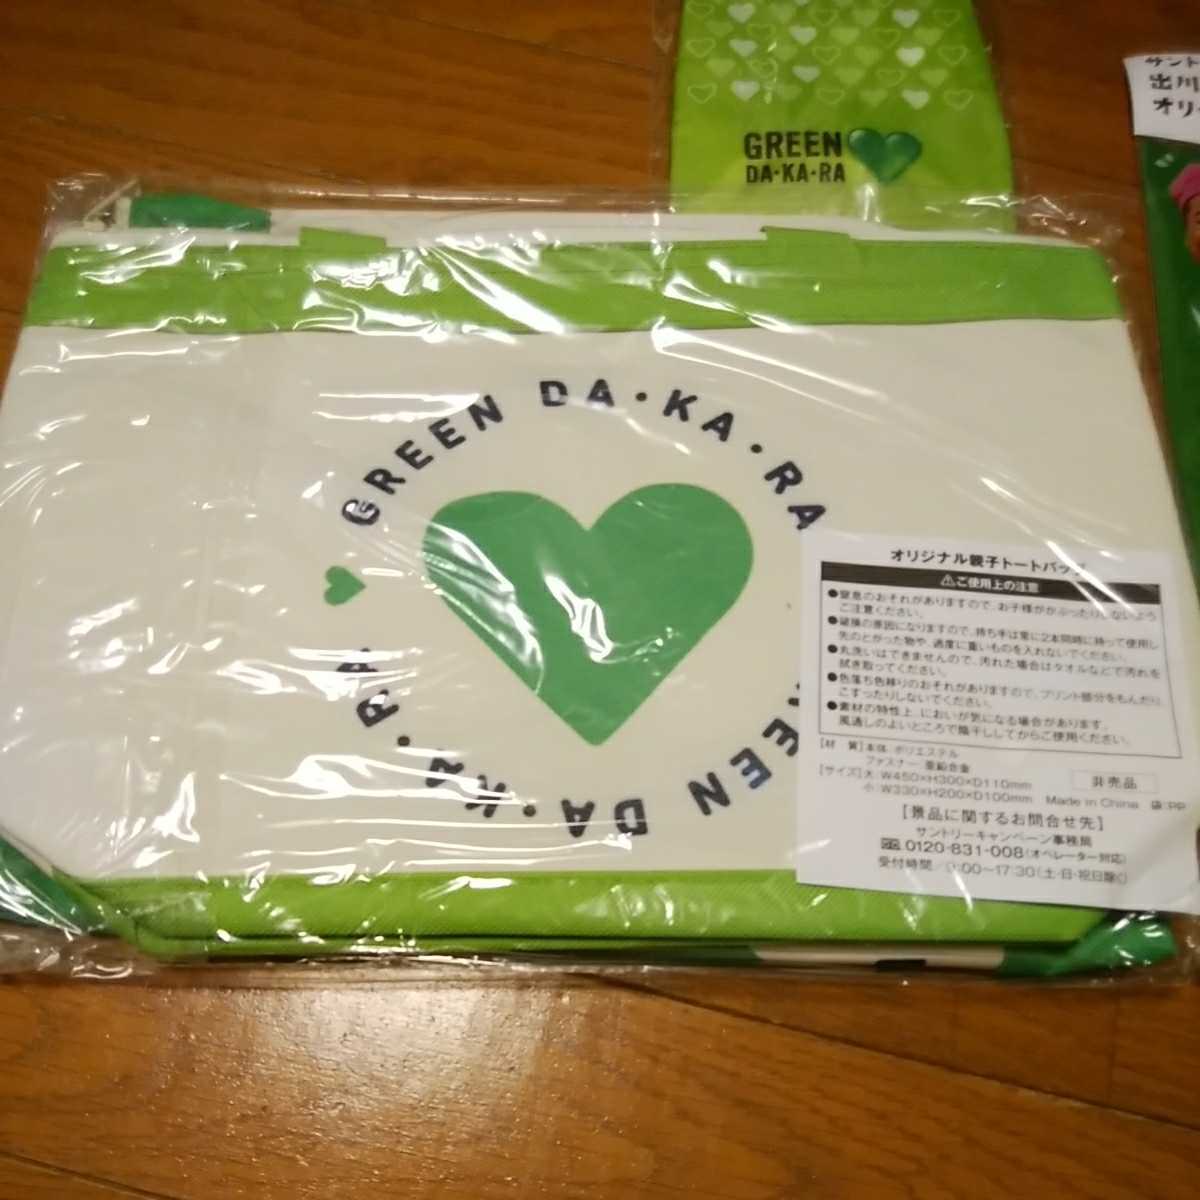 GREEN
DA・KA・RA
サント
出川
オリ
GREEN DA・KA・RA
GREEN DA・KA・RA
オリジナル親子トートバッグ
⚠ご使用上の注意
●窒息のおそれがありますので、お子様がかぶったりしないよう
ご注意ください。
●破損の原因になりますので、持ち手は常に2本同時に持って使用し、
先のとがった物や、過度に重いものを入れないでください。
●丸洗いはできませんので、汚れた場合はタオルなどで汚れを
拭き取ってください。
●色落ち色移りのおそれがありますので、プリント部分をもんだり、
こすったりしないでください。
●素材の特性上、においが気になる場合があります。
風通しのよいところで陰干ししてからご使用ください。
【材 質】本体:ポリエステル
ファスナー:亜鉛合金
【サイズ】大:W450×H300×D110mm
小:W330×H200×D100mm Made in China 袋:PP
非売品
【景品に関するお問合せ先】
サントリーキャンペーン事務局
0120-831-008(オペレーター対応)
受付時間/9:00〜17:30(土・日・祝日除く)